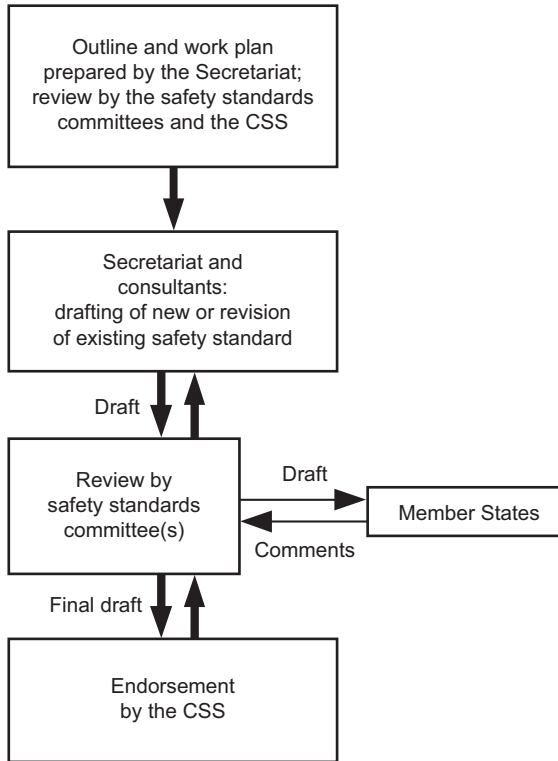 Outline and work plan
prepared by the Secretariat;
review by the safety standards
committees and the CSS
Secretariat and
consultants:
drafting of new or revision
of existing safety standard
Draft
Review by
safety standards
committee(s)
Draft
Member States
Comments
Final draft
Endorsement
by the CSS